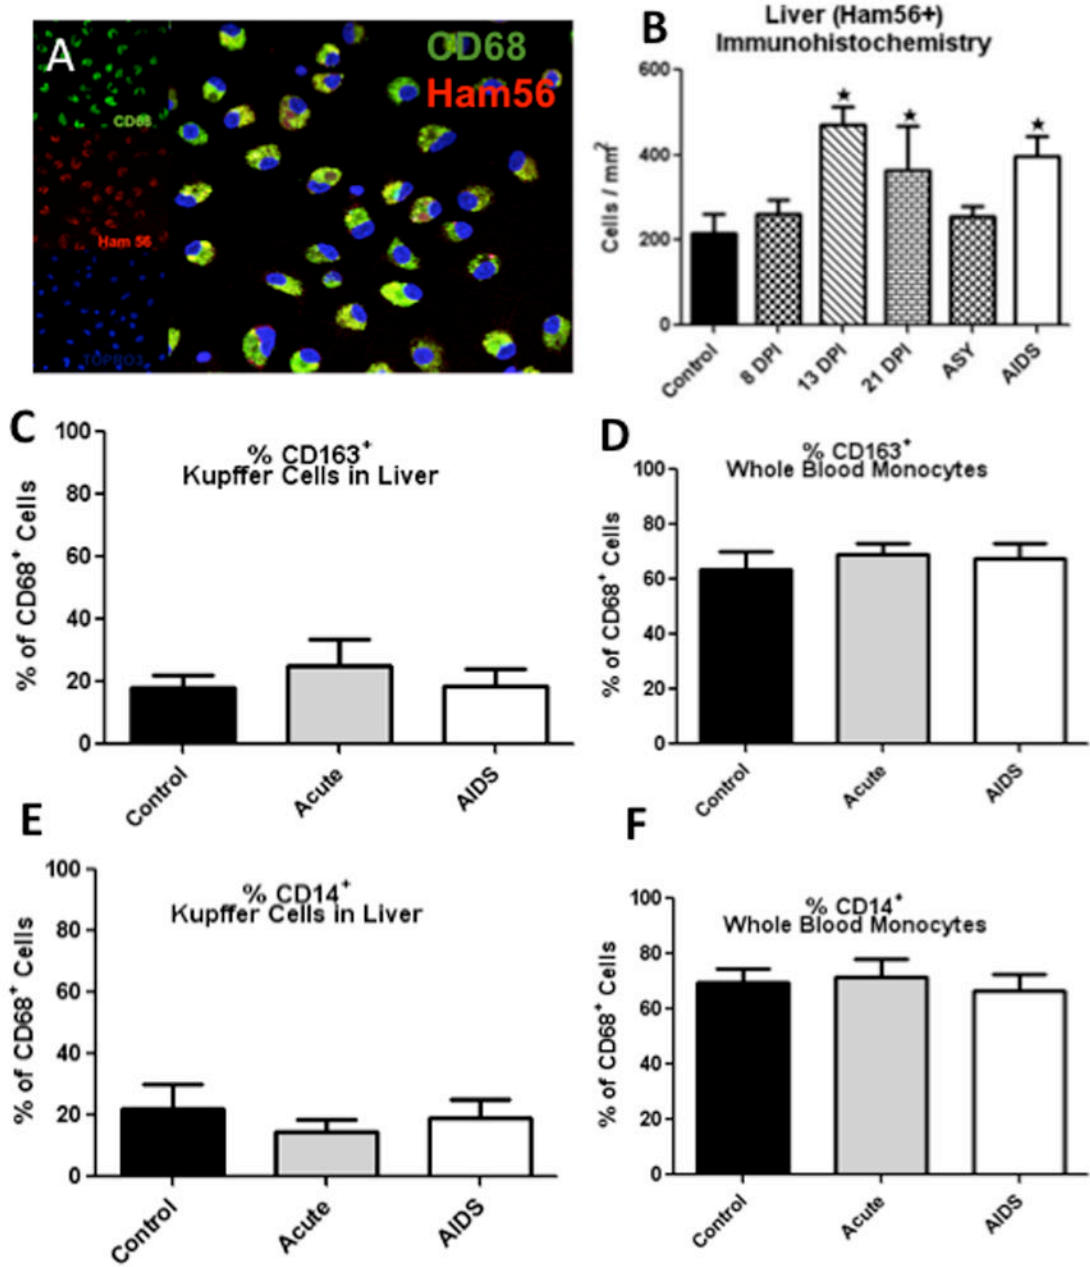 A
CD68
Ham56
CD68
Ham 56
TOPRO3
B
Liver (Ham56+)
Immunohistochemistry
Cells / mm²
600
400
200
0
Control
8 DPI
13 DPI
21 DPI
ASY
AIDS
C
% CD163⁺
Kupffer Cells in Liver
% of CD68⁺ Cells
100
80
60
40
20
0
Control
Acute
AIDS
D
% CD163⁺
Whole Blood Monocytes
% of CD68⁺ Cells
100
80
60
40
20
0
Control
Acute
AIDS
E
% CD14⁺
Kupffer Cells in Liver
% of CD68⁺ Cells
100
80
60
40
20
0
Control
Acute
AIDS
F
% CD14⁺
Whole Blood Monocytes
% of CD68⁺ Cells
100
80
60
40
20
0
Control
Acute
AIDS